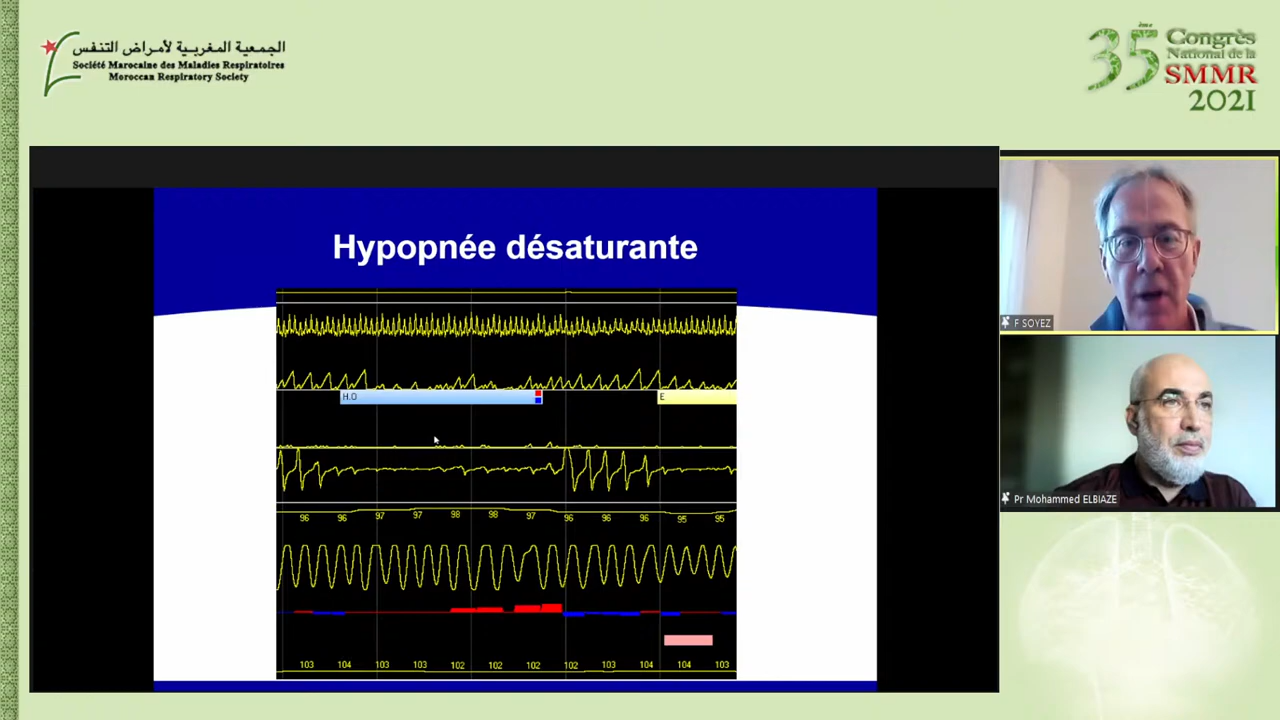 الجمعية المغربية لأمراض التنفس
Société Marocaine des Maladies Respiratoires
Moroccan Respiratory Society
35ème Congrès
National de la
SMMR
2021
Hypopnée désaturante
H.O
E
96 96 97 97 98 98 97 96 96 96 95 95
103 104 103 103 102 102 102 102 103 104 104 103
F SOYEZ
Pr Mohammed ELBIAZE